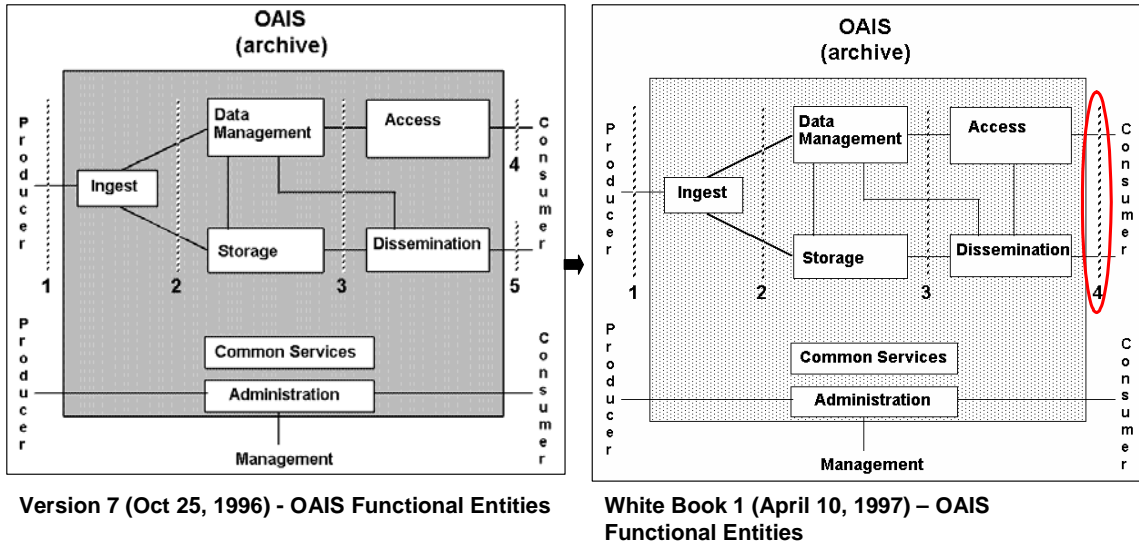 OAIS
(archive)
Producer
Consumer
Data
Management
Access
Ingest
Storage
Dissemination
1
2
3
4
5
Producer
Consumer
Common Services
Administration
Management
Version 7 (Oct 25, 1996) - OAIS Functional Entities
OAIS
(archive)
Producer
Consumer
Data
Management
Access
Ingest
Storage
Dissemination
1
2
3
4
Producer
Consumer
Common Services
Administration
Management
White Book 1 (April 10, 1997) – OAIS
Functional Entities